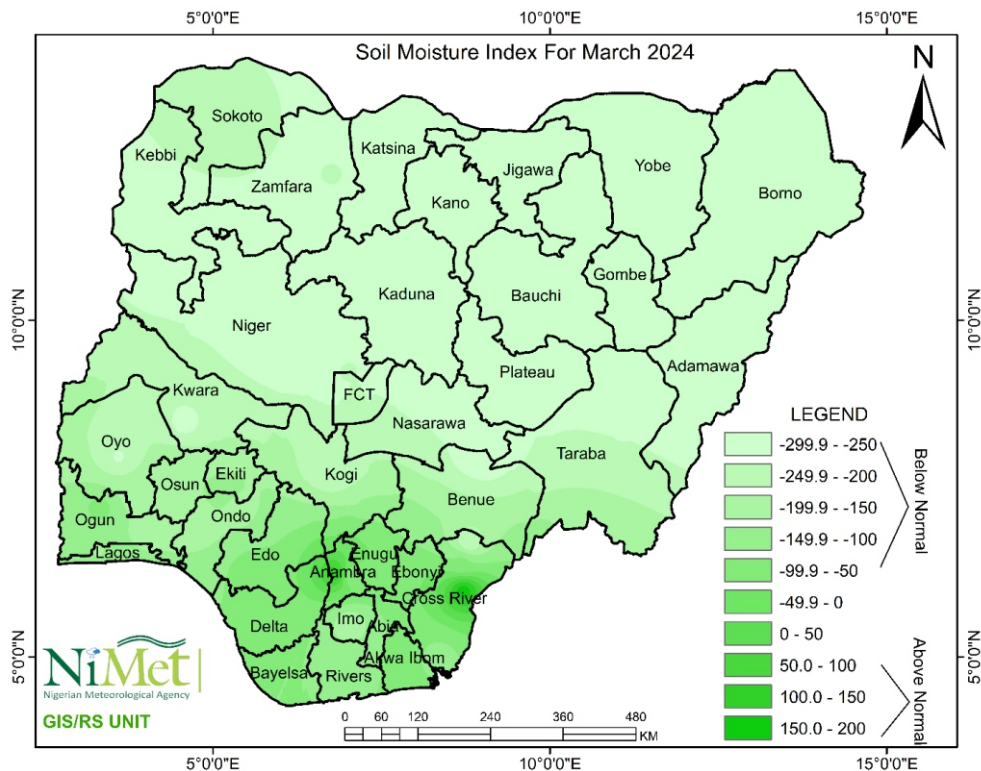 5°0'0"E 10°0'0"E 15°0'0"E
Soil Moisture Index For March 2024
N
Sokoto
Kebbi
Katsina
Zamfara
Kano
Jigawa
Yobe
Borno
Gombe
Kaduna
Bauchi
Niger
10°0'0"N
10°0'0"N
Adamawa
Plateau
Kwara
FCT
Nasarawa
Oyo
Taraba
Kogi
Osun
Ekiti
Benue
Ogun
Ondo
Lagos
Edo
Enugu
Anambra
Ebonyi
Cross River
Imo
Abia
Delta
Akwa Ibom
Bayelsa
Rivers
5°0'0"N
5°0'0"N
LEGEND
-299.9 - -250
-249.9 - -200
-199.9 - -150
-149.9 - -100
-99.9 - -50
-49.9 - 0
0 - 50
50.0 - 100
100.0 - 150
150.0 - 200
Below Normal
Above Normal
NiMet
Nigerian Meteorological Agency
GIS/RS UNIT
0 60 120 240 360 480
KM
5°0'0"E 10°0'0"E 15°0'0"E